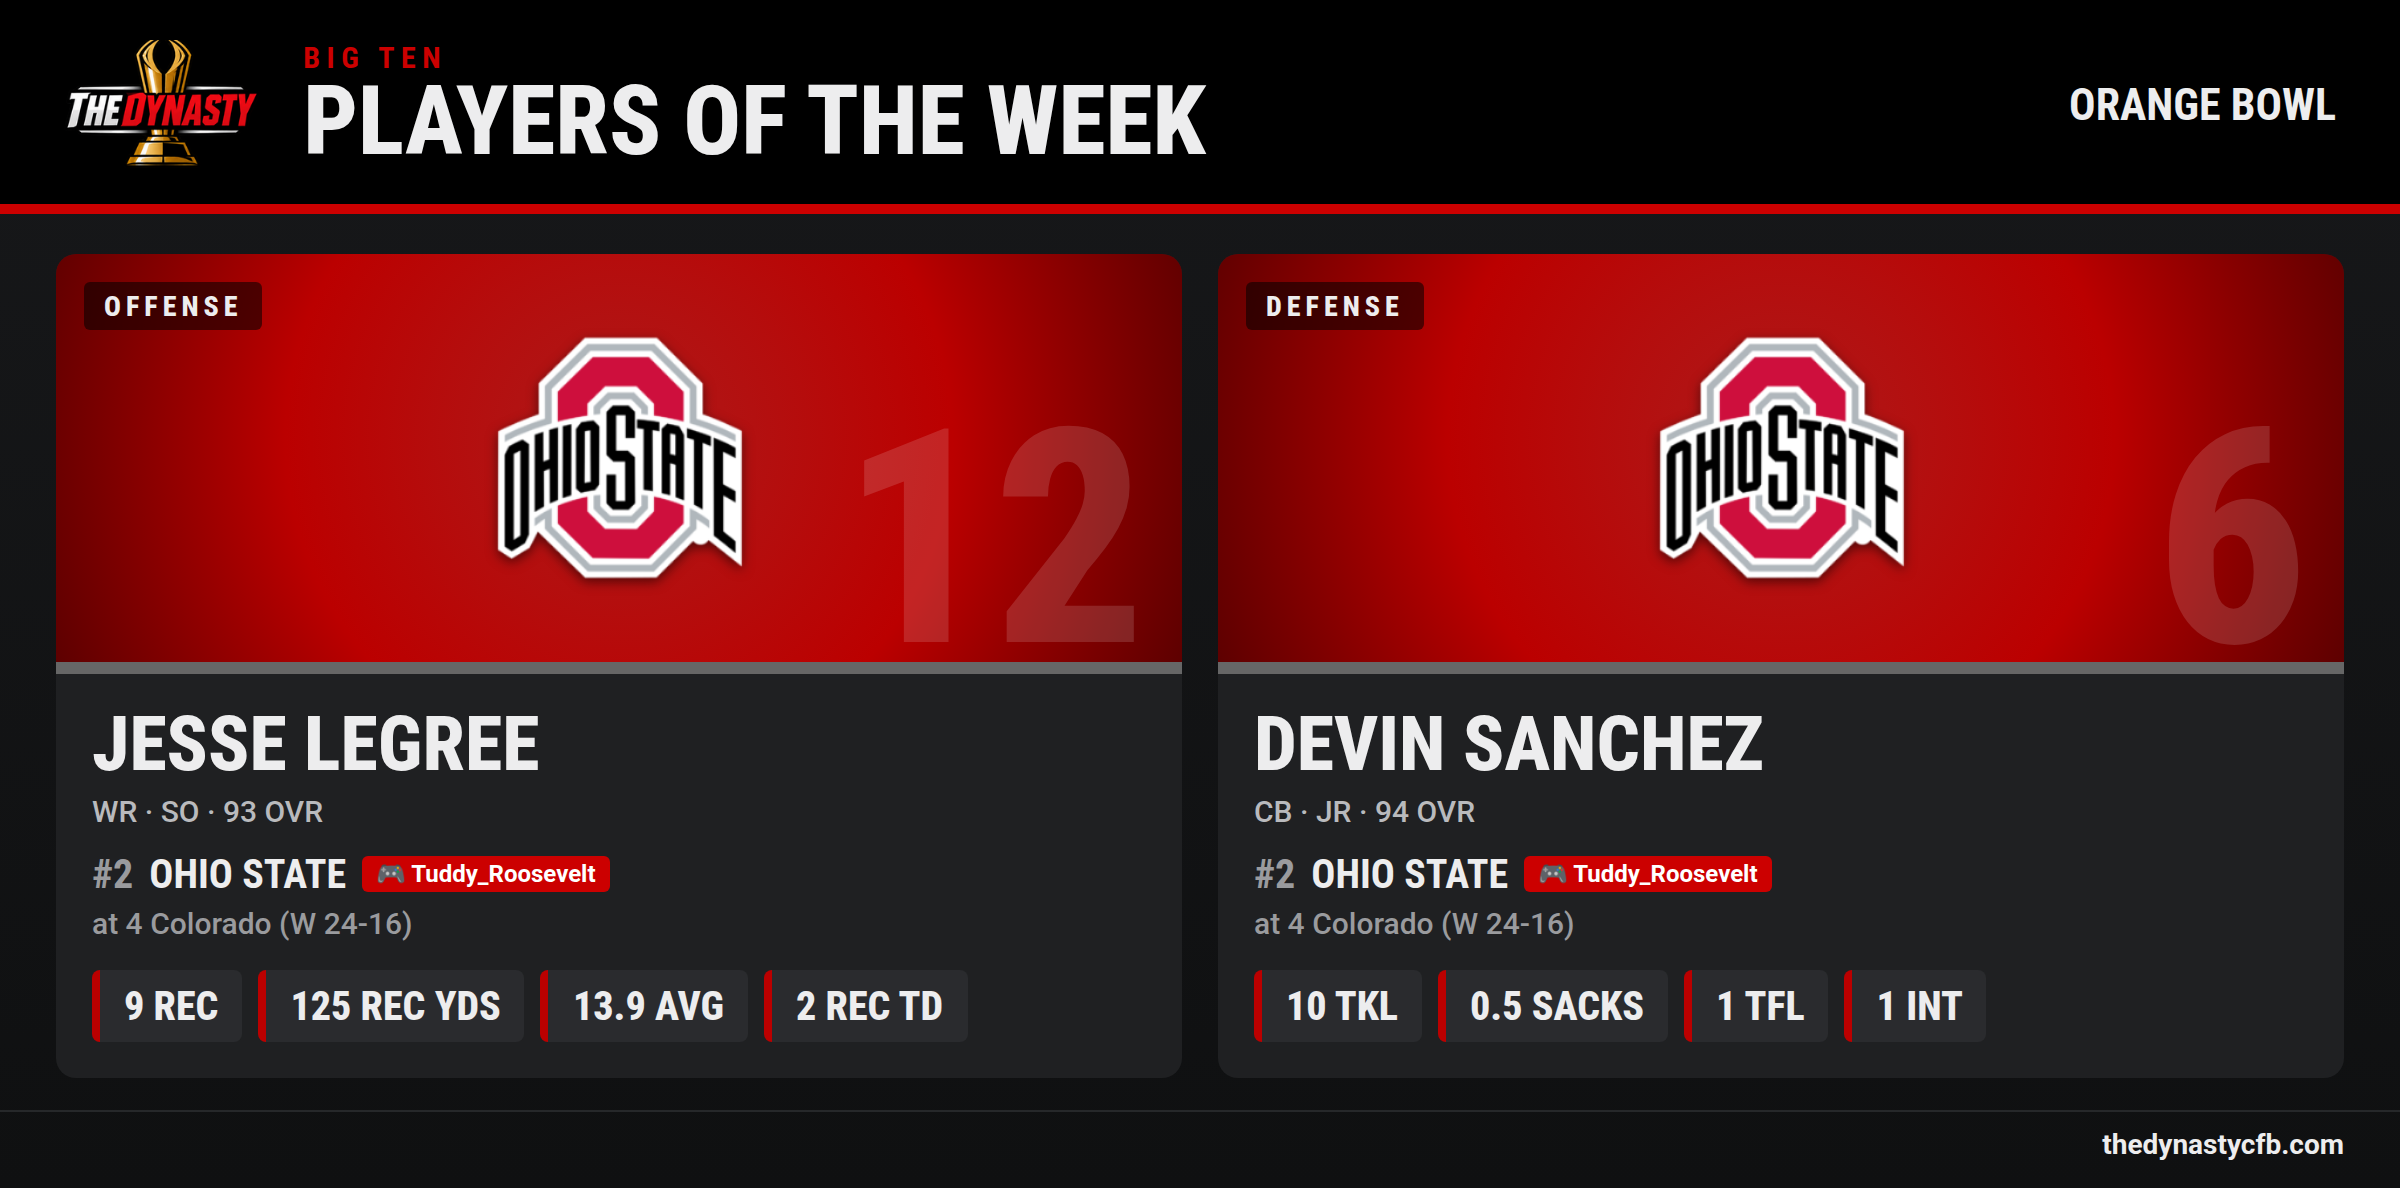 THE DYNASTY
BIG TEN
PLAYERS OF THE WEEK
ORANGE BOWL
OFFENSE
OHIO STATE
12
JESSE LEGREE
WR · SO · 93 OVR
#2 OHIO STATE 🎮 Tuddy_Roosevelt
at 4 Colorado (W 24-16)
9 REC
125 REC YDS
13.9 AVG
2 REC TD
DEFENSE
OHIO STATE
6
DEVIN SANCHEZ
CB · JR · 94 OVR
#2 OHIO STATE 🎮 Tuddy_Roosevelt
at 4 Colorado (W 24-16)
10 TKL
0.5 SACKS
1 TFL
1 INT
thedynastycfb.com